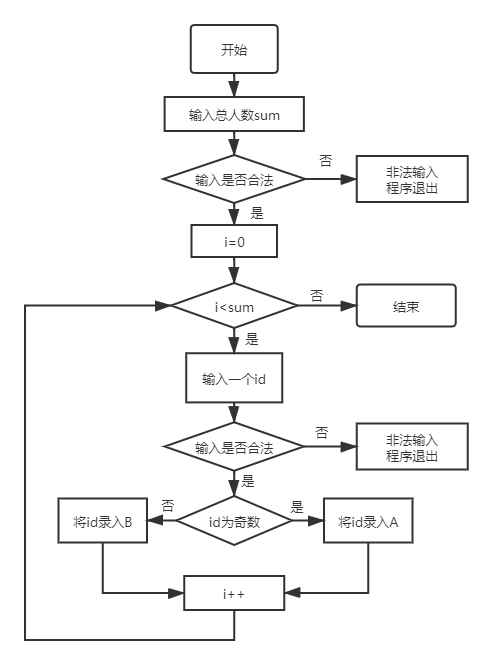 开始
输入总人数sum
输入是否合法
否
非法输入
程序退出
是
i=0
i<sum
否
结束
是
输入一个id
输入是否合法
否
非法输入
程序退出
是
id为奇数
否
是
将id录入B
将id录入A
i++